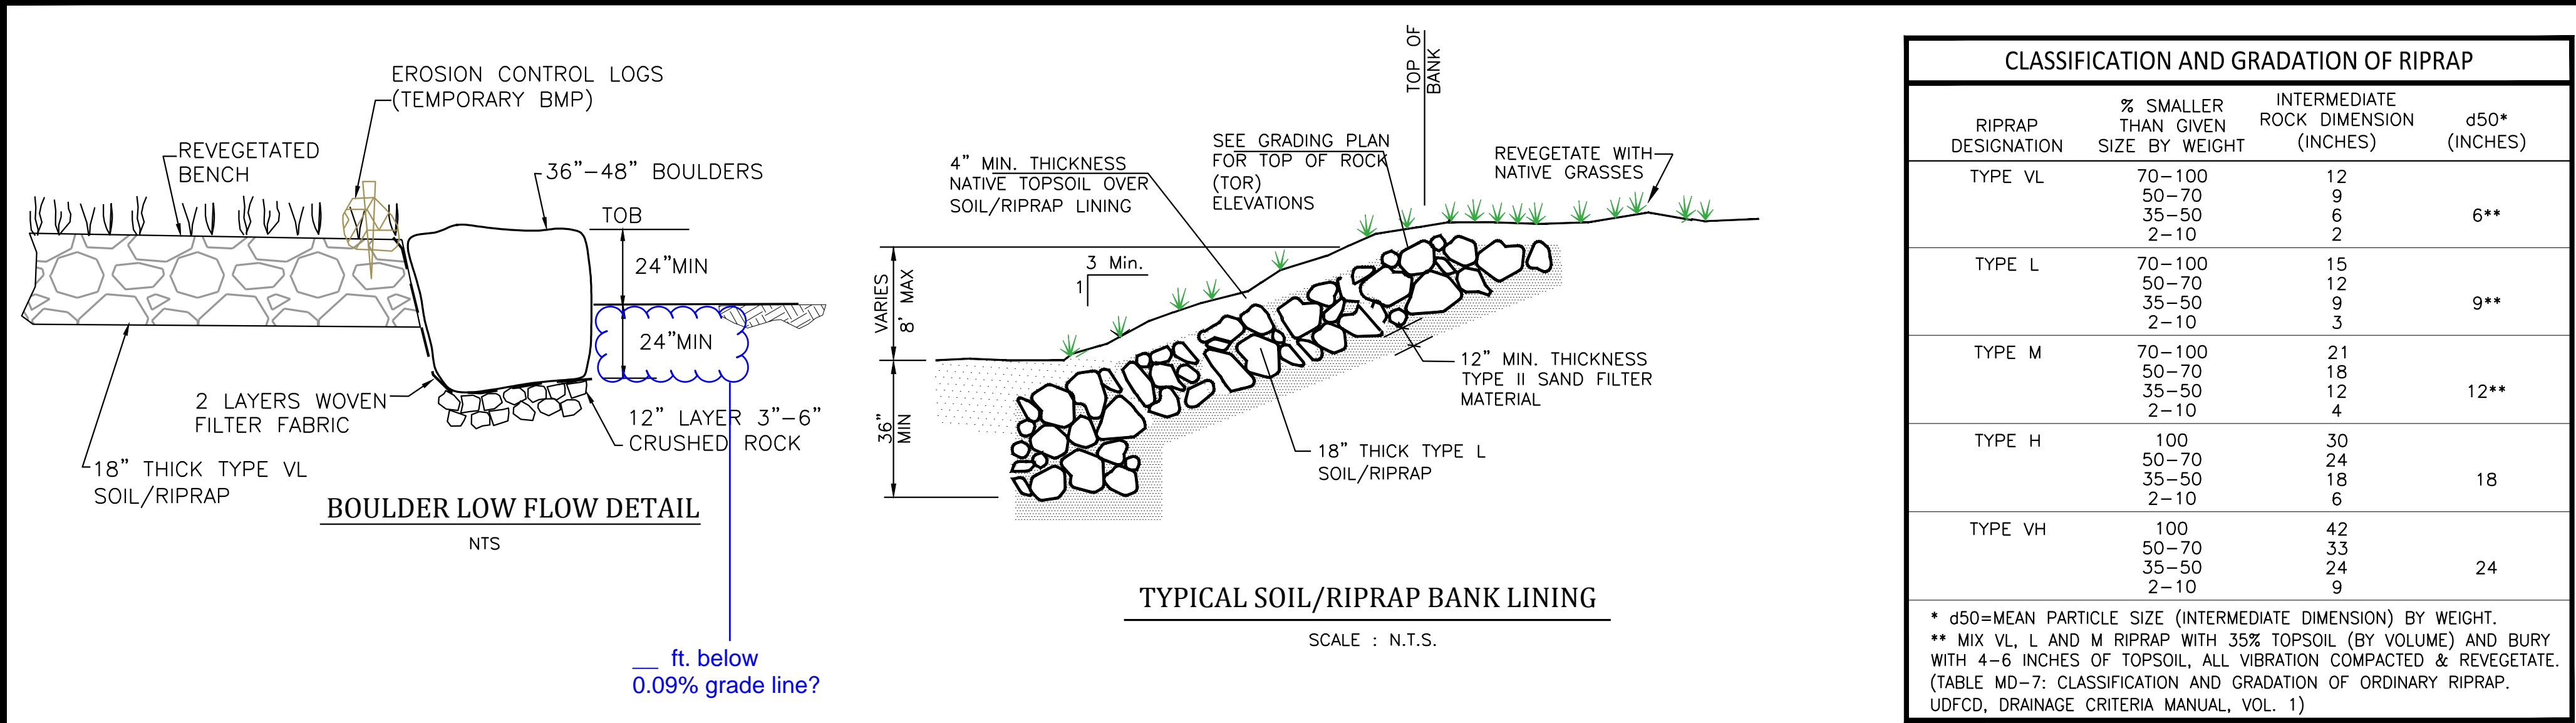 EROSION CONTROL LOGS
(TEMPORARY BMP)
REVEGETATED
BENCH
36"-48" BOULDERS
TOB
24"MIN
24"MIN
2 LAYERS WOVEN
FILTER FABRIC
12" LAYER 3"-6"
CRUSHED ROCK
18" THICK TYPE VL
SOIL/RIPRAP
BOULDER LOW FLOW DETAIL
NTS
__ ft. below
0.09% grade line?
TOP OF
BANK
4" MIN. THICKNESS
NATIVE TOPSOIL OVER
SOIL/RIPRAP LINING
SEE GRADING PLAN
FOR TOP OF ROCK
(TOR)
ELEVATIONS
REVEGETATE WITH
NATIVE GRASSES
3 Min.
1
VARIES
8' MAX
36"
MIN
12" MIN. THICKNESS
TYPE II SAND FILTER
MATERIAL
18" THICK TYPE L
SOIL/RIPRAP
TYPICAL SOIL/RIPRAP BANK LINING
SCALE : N.T.S.
CLASSIFICATION AND GRADATION OF RIPRAP
RIPRAP
DESIGNATION
% SMALLER
THAN GIVEN
SIZE BY WEIGHT
INTERMEDIATE
ROCK DIMENSION
(INCHES)
d50*
(INCHES)
TYPE VL 70-100 12
50-70 9
35-50 6
6**
2-10 2
TYPE L 70-100 15
50-70 12
35-50 9
9**
2-10 3
TYPE M 70-100 21
50-70 18
35-50 12
12**
2-10 4
TYPE H 100 30
50-70 24
35-50 18
18
2-10 6
TYPE VH 100 42
50-70 33
35-50 24
24
2-10 9
* d50=MEAN PARTICLE SIZE (INTERMEDIATE DIMENSION) BY WEIGHT.
** MIX VL, L AND M RIPRAP WITH 35% TOPSOIL (BY VOLUME) AND BURY
WITH 4-6 INCHES OF TOPSOIL, ALL VIBRATION COMPACTED & REVEGETATE.
(TABLE MD-7: CLASSIFICATION AND GRADATION OF ORDINARY RIPRAP.
UDFCD, DRAINAGE CRITERIA MANUAL, VOL. 1)